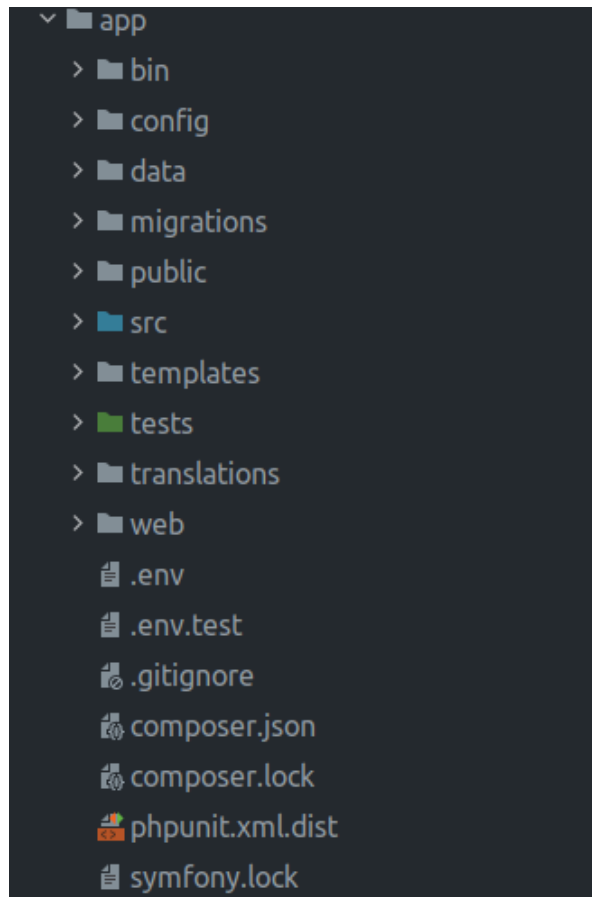 app
bin
config
data
migrations
public
src
templates
tests
translations
web
.env
.env.test
.gitignore
composer.json
composer.lock
phpunit.xml.dist
symfony.lock